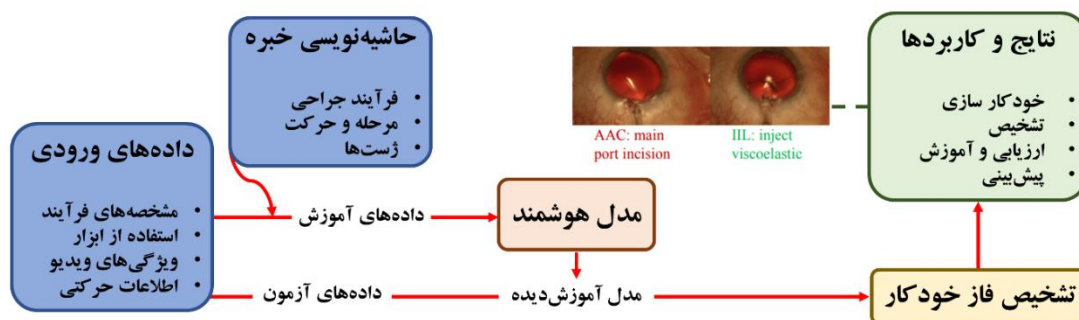 حاشیه‌نویسی خبره
• فرآیند جراحی
• مرحله و حرکت
• ژست‌ها
داده‌های ورودی
• مشخصه‌های فرآیند
• استفاده از ابزار
• ویژگی‌های ویدیو
• اطلاعات حرکتی
داده‌های آموزش
مدل هوشمند
داده‌های آزمون
مدل آموزش‌دیده
تشخیص فاز خودکار
AAC: main
port incision
IIL: inject
viscoelastic
نتایج و کاربردها
• خودکار سازی
• تشخیص
• ارزیابی و آموزش
• پیش‌بینی